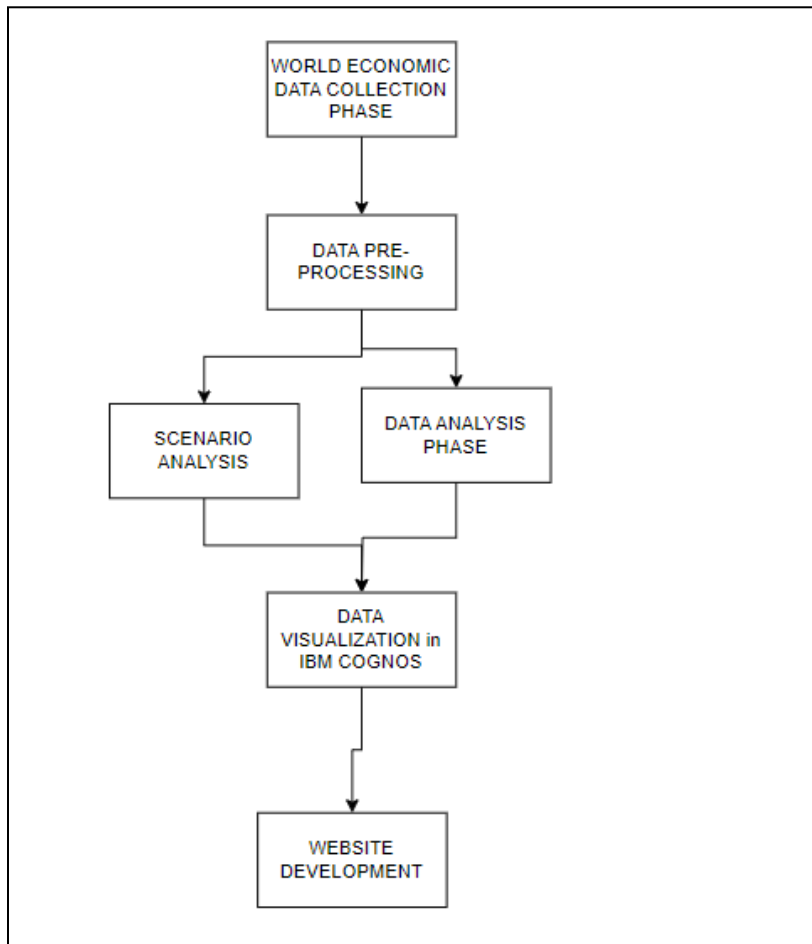 WORLD ECONOMIC
DATA COLLECTION
PHASE
DATA PRE-
PROCESSING
SCENARIO
ANALYSIS
DATA ANALYSIS
PHASE
DATA
VISUALIZATION in
IBM COGNOS
WEBSITE
DEVELOPMENT